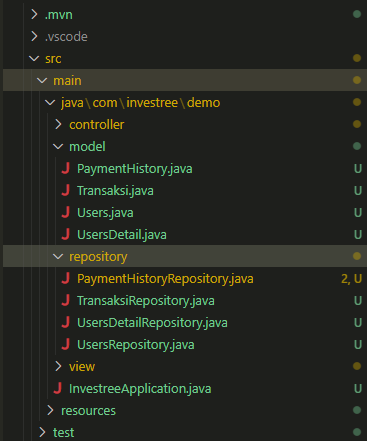 .mvn
.vscode
src
main
java\com\investree\demo
controller
model
PaymentHistory.java U
Transaksi.java U
Users.java U
UsersDetail.java U
repository
PaymentHistoryRepository.java 2, U
TransaksiRepository.java U
UsersDetailRepository.java U
UsersRepository.java U
view
InvestreeApplication.java U
resources
test